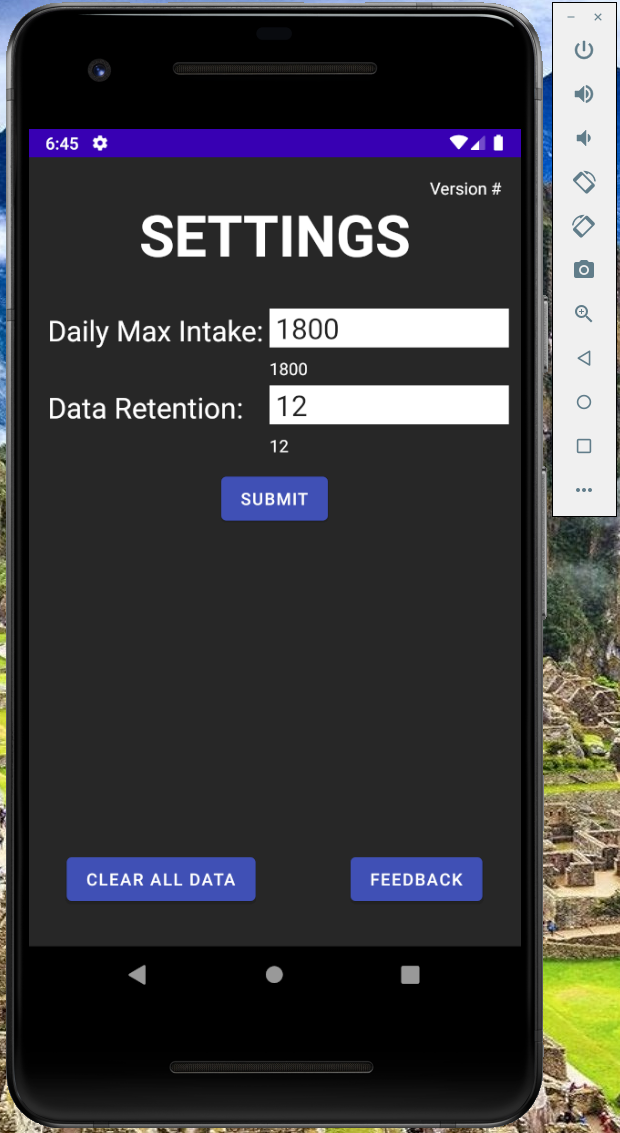 6:45
Version #
SETTINGS
Daily Max Intake: 1800
1800
Data Retention: 12
12
SUBMIT
CLEAR ALL DATA FEEDBACK